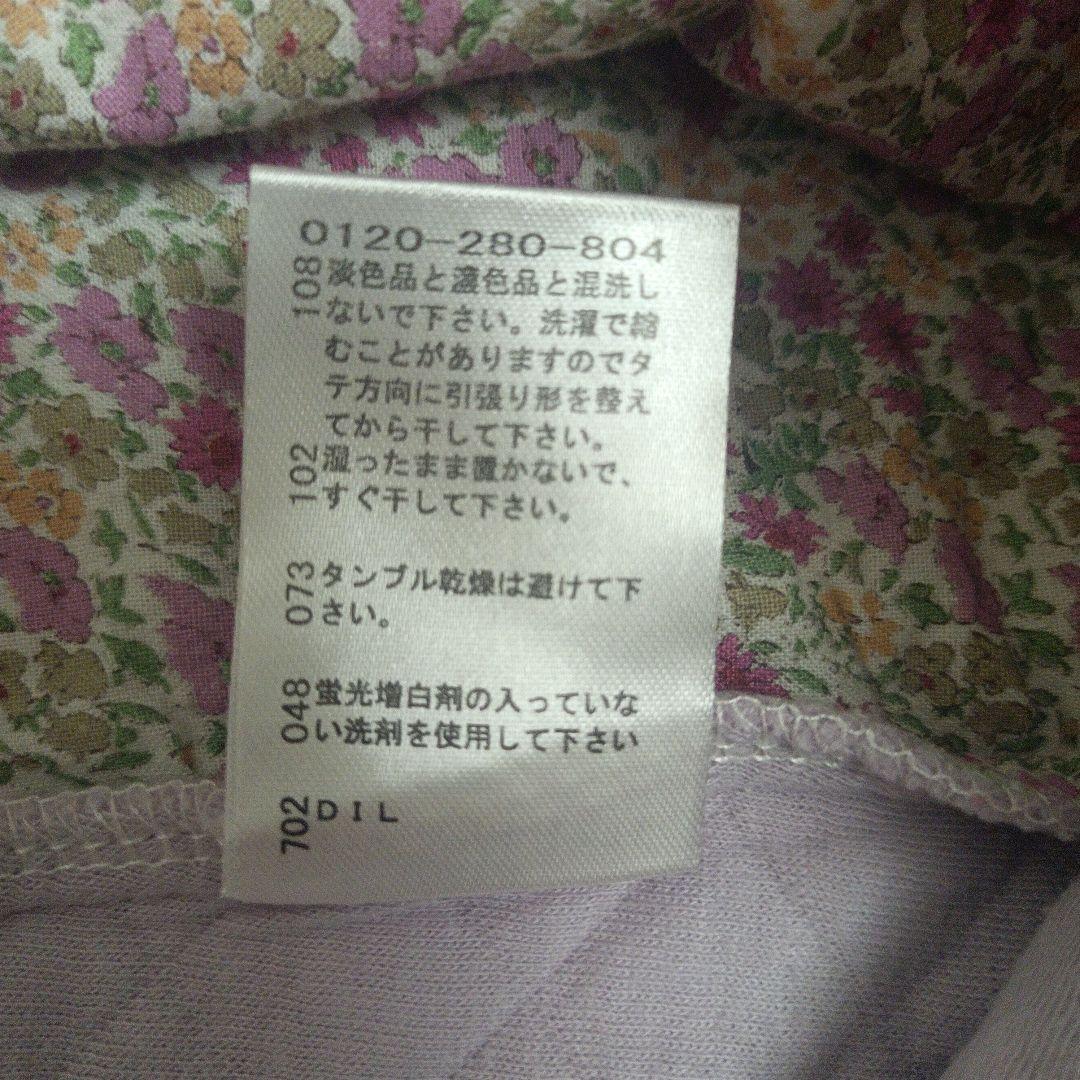 0120-280-804
108 淡色品と濃色品と混洗し
ないで下さい。洗濯で縮
むことがありますのでタ
テ方向に引張り形を整え
てから干して下さい。
102 湿ったまま置かないで、
すぐ干して下さい。
073 タンブル乾燥は避けて下
さい。
048 蛍光増白剤の入っていな
い洗剤を使用して下さい
702 DIL